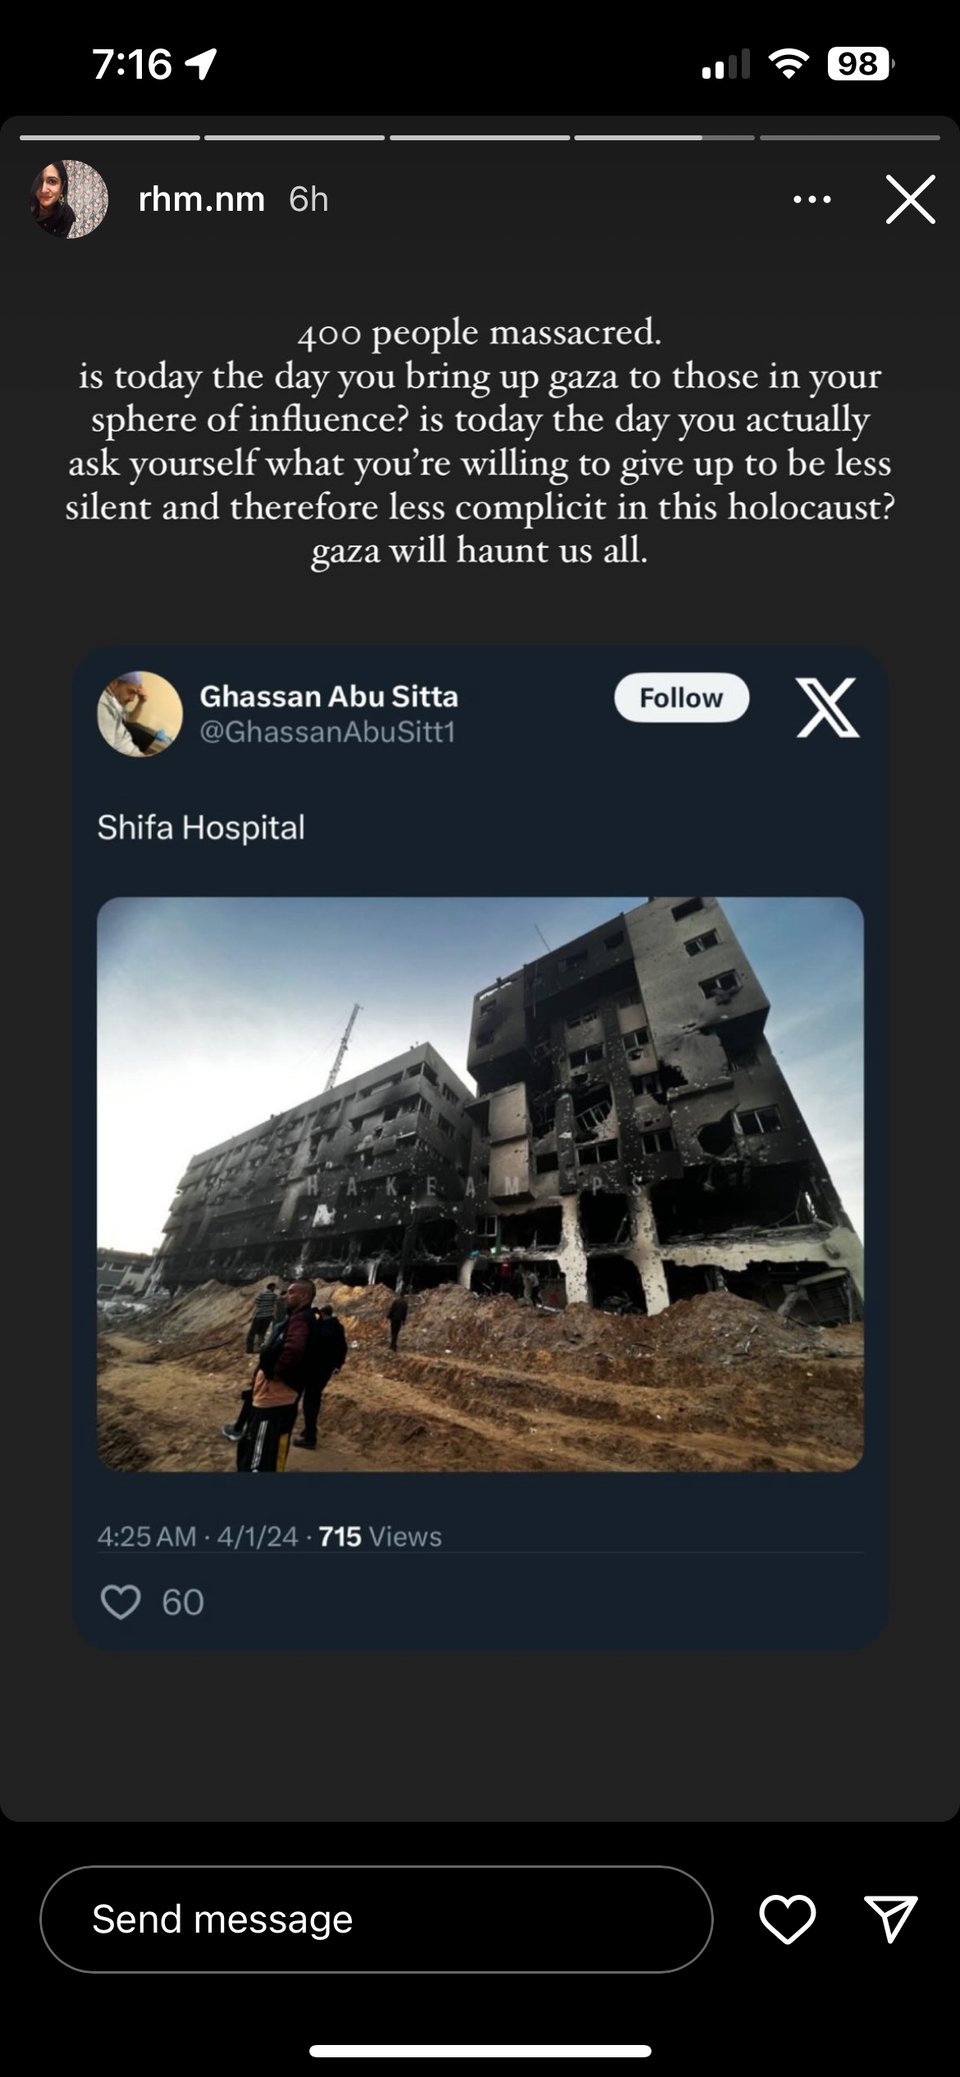 7:16
98
rhm.nm 6h
400 people massacred.
is today the day you bring up gaza to those in your
sphere of influence? is today the day you actually
ask yourself what you’re willing to give up to be less
silent and therefore less complicit in this holocaust?
gaza will haunt us all.
Ghassan Abu Sitta
@GhassanAbuSitt1
Follow
Shifa Hospital
HAKEAM_PS
4:25 AM · 4/1/24 · 715 Views
60
Send message